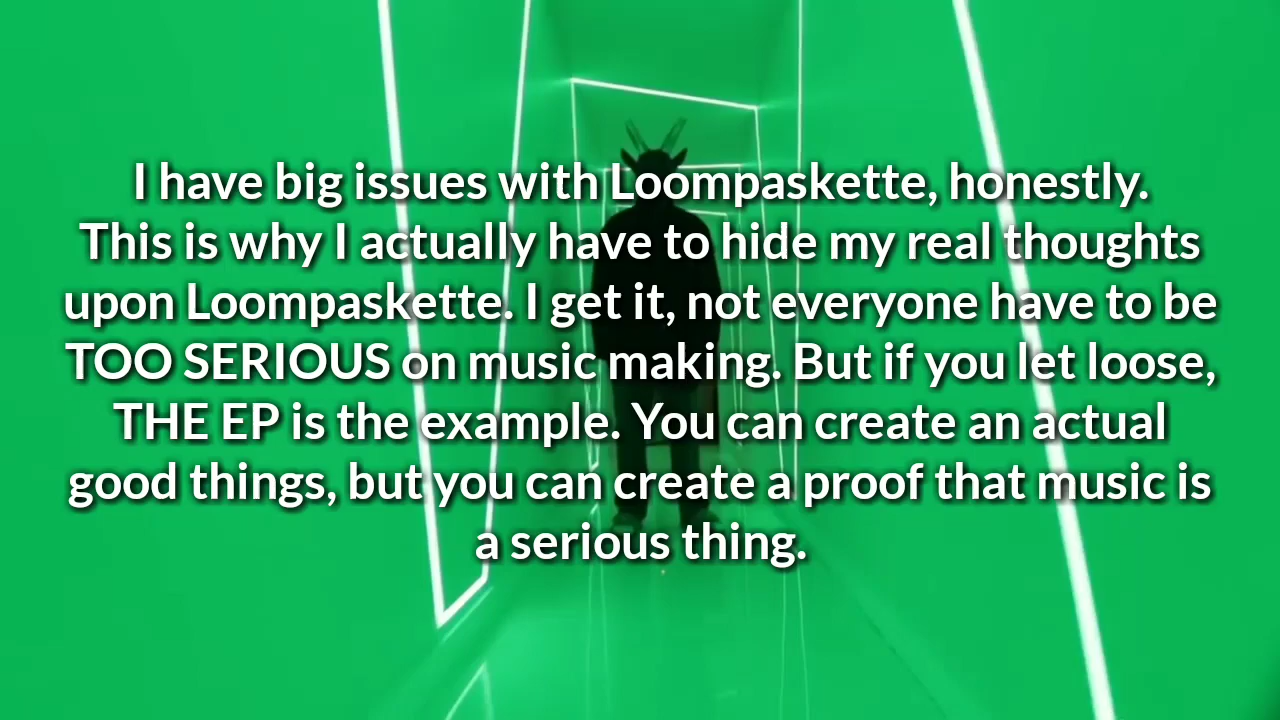 I have big issues with Loompaskette, honestly.
This is why I actually have to hide my real thoughts
upon Loompaskette. I get it, not everyone have to be
TOO SERIOUS on music making. But if you let loose,
THE EP is the example. You can create an actual
good things, but you can create a proof that music is
a serious thing.